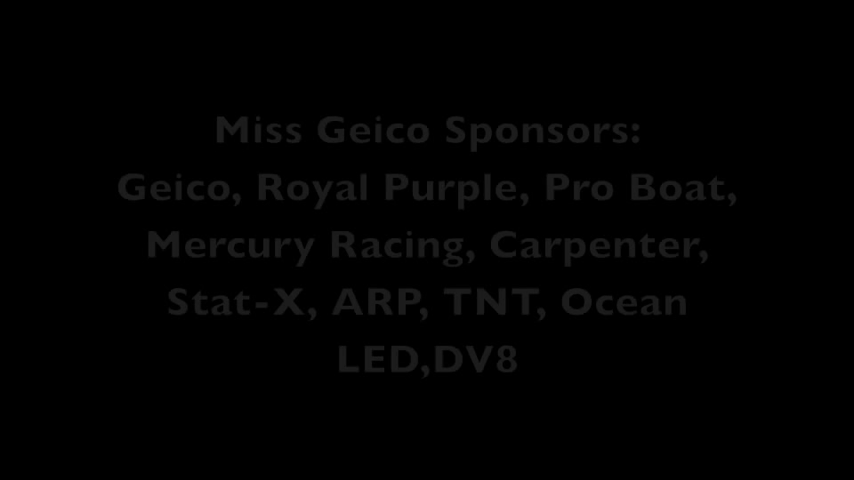 Miss Geico Sponsors:
Geico, Royal Purple, Pro Boat,
Mercury Racing, Carpenter,
Stat-X, ARP, TNT, Ocean
LED,DV8